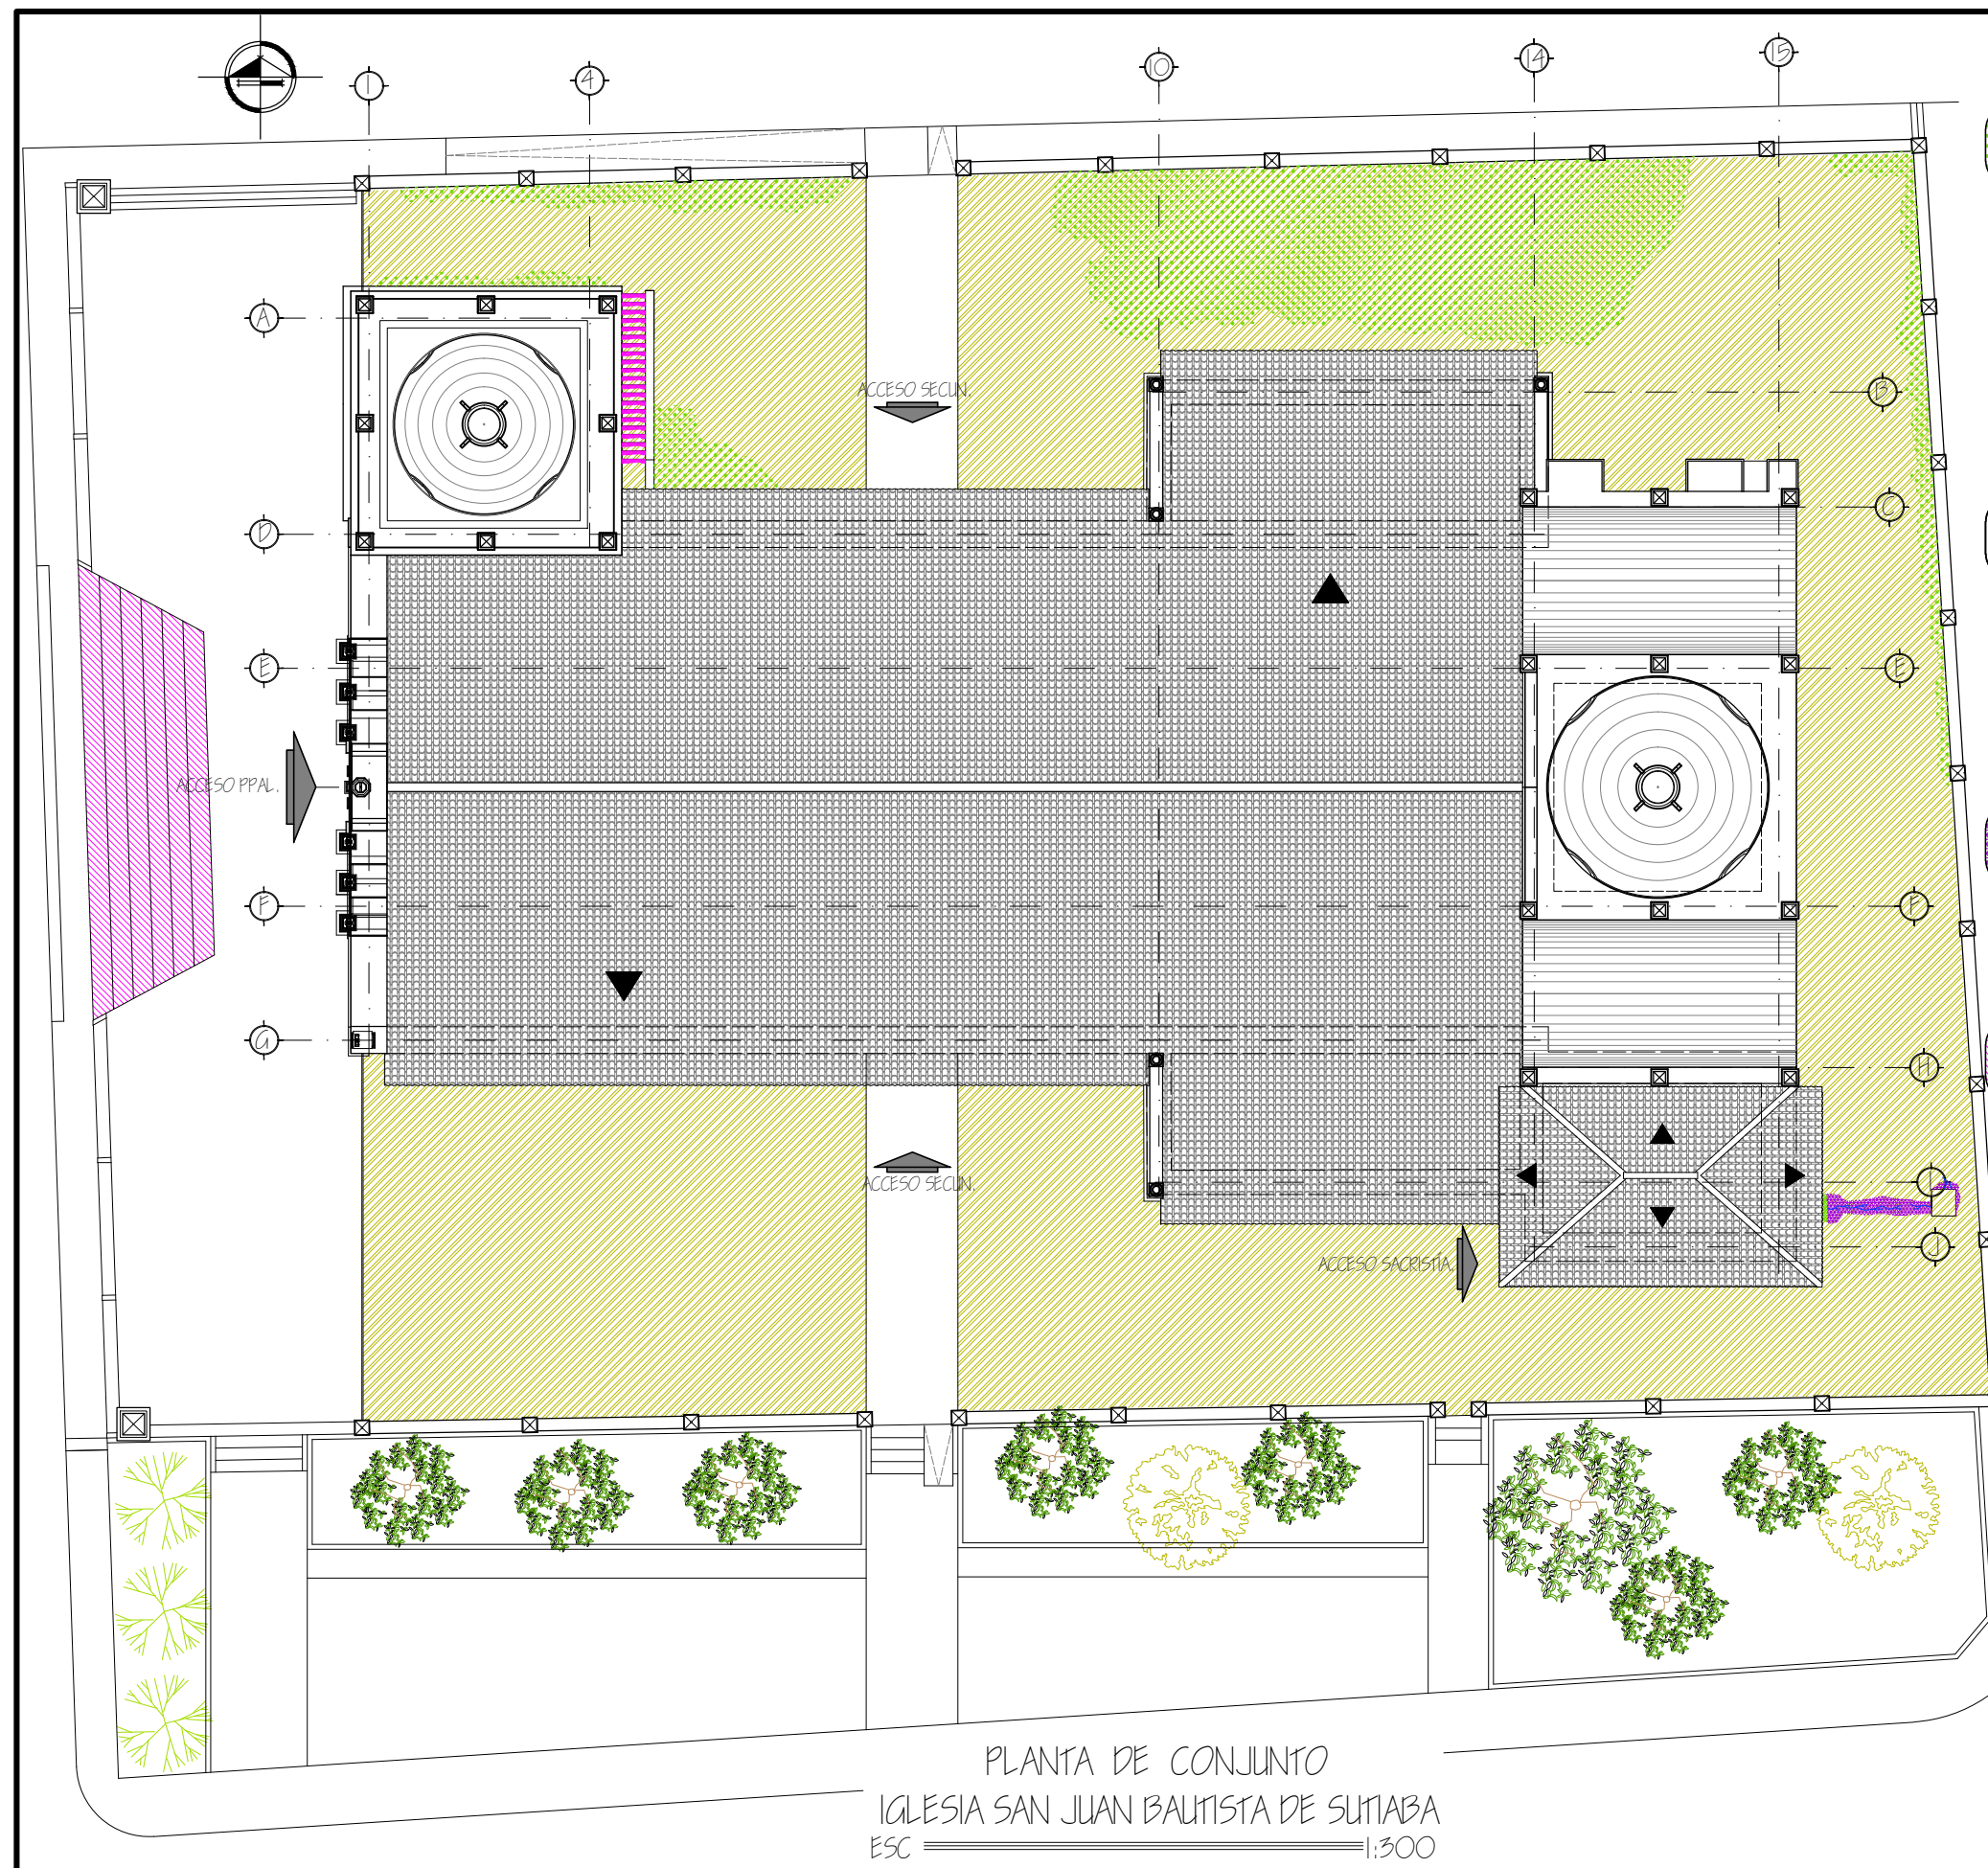 1
4
10
14
15
A
B
ACCESO SECUN.
C
D
E
E
ACCESO PPAL.
F
F
G
H
ACCESO SECUN.
I
J
ACCESO SACRISTÍA.
PLANTA DE CONJUNTO
IGLESIA SAN JUAN BAUTISTA DE SUTIABA
ESC 1:300